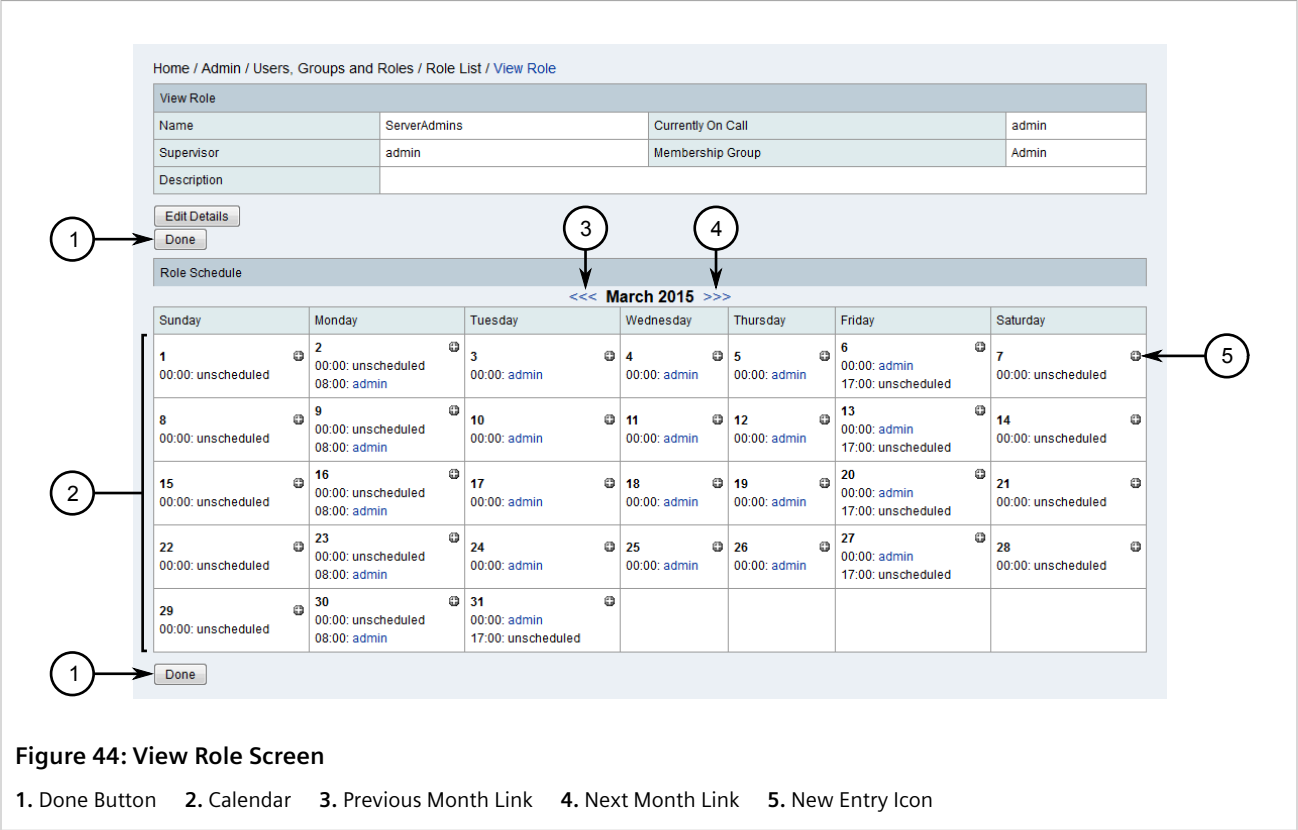 Home / Admin / Users, Groups and Roles / Role List / View Role
View Role
Name ServerAdmins Currently On Call admin
Supervisor admin Membership Group Admin
Description
Edit Details
1 Done
3 4
Role Schedule
<<< March 2015 >>>
Sunday Monday Tuesday Wednesday Thursday Friday Saturday
1
00:00: unscheduled
2
00:00: unscheduled
08:00: admin
3
00:00: admin
4
00:00: admin
5
00:00: admin
6
00:00: admin
17:00: unscheduled
7
00:00: unscheduled
5
8
00:00: unscheduled
9
00:00: unscheduled
08:00: admin
10
00:00: admin
11
00:00: admin
12
00:00: admin
13
00:00: admin
17:00: unscheduled
14
00:00: unscheduled
2
15
00:00: unscheduled
16
00:00: unscheduled
08:00: admin
17
00:00: admin
18
00:00: admin
19
00:00: admin
20
00:00: admin
17:00: unscheduled
21
00:00: unscheduled
22
00:00: unscheduled
23
00:00: unscheduled
08:00: admin
24
00:00: admin
25
00:00: admin
26
00:00: admin
27
00:00: admin
17:00: unscheduled
28
00:00: unscheduled
29
00:00: unscheduled
30
00:00: unscheduled
08:00: admin
31
00:00: admin
17:00: unscheduled
1 Done
Figure 44: View Role Screen
1. Done Button 2. Calendar 3. Previous Month Link 4. Next Month Link 5. New Entry Icon